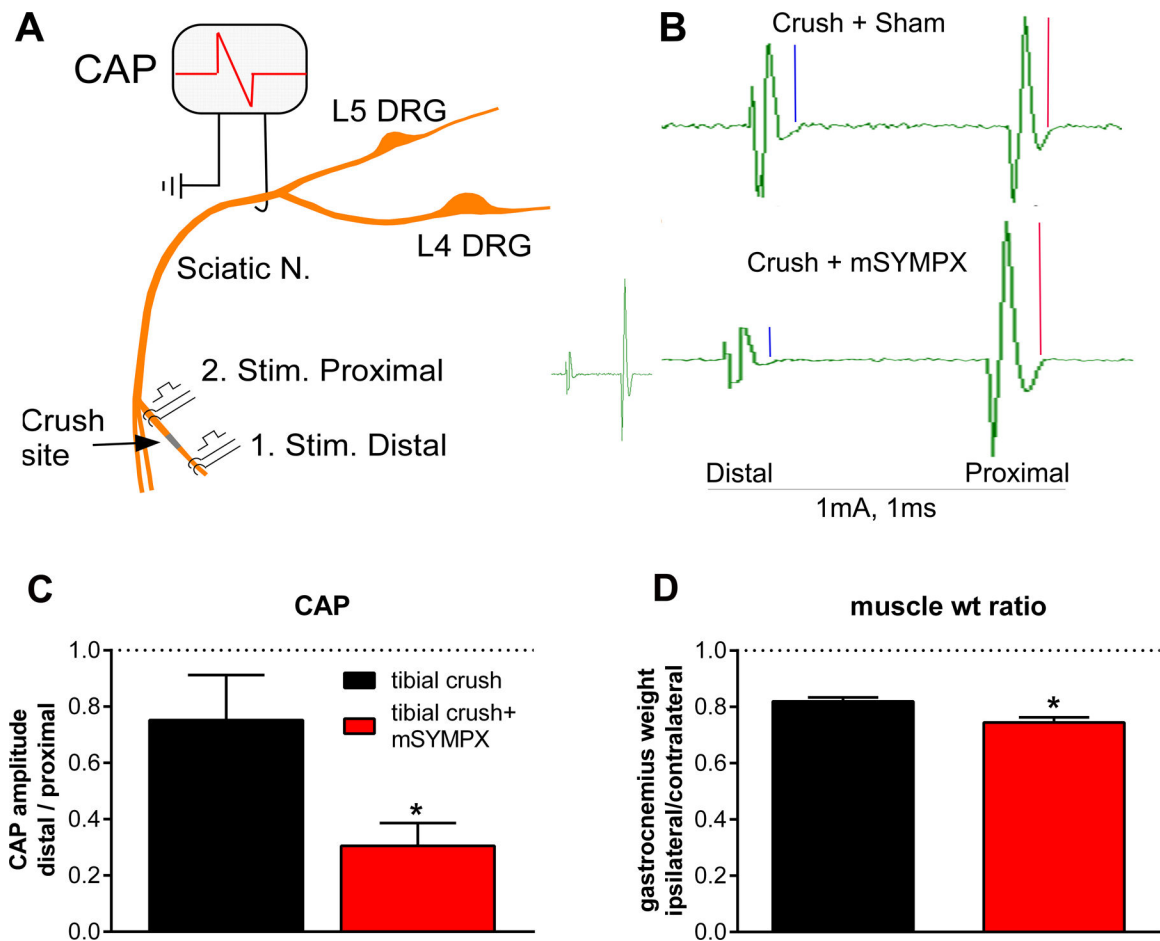 A
CAP
L5 DRG
L4 DRG
Sciatic N.
2. Stim. Proximal
Crush
site
1. Stim. Distal
B
Crush + Sham
Crush + mSYMPX
Distal
Proximal
1mA, 1ms
C
CAP
CAP amplitude
distal / proximal
1.0
0.8
0.6
0.4
0.2
0.0
tibial crush
tibial crush+
mSYMPX
*
D
muscle wt ratio
gastrocnemius weight
ipsilateral/contralateral
1.0
0.8
0.6
0.4
0.2
0.0
*